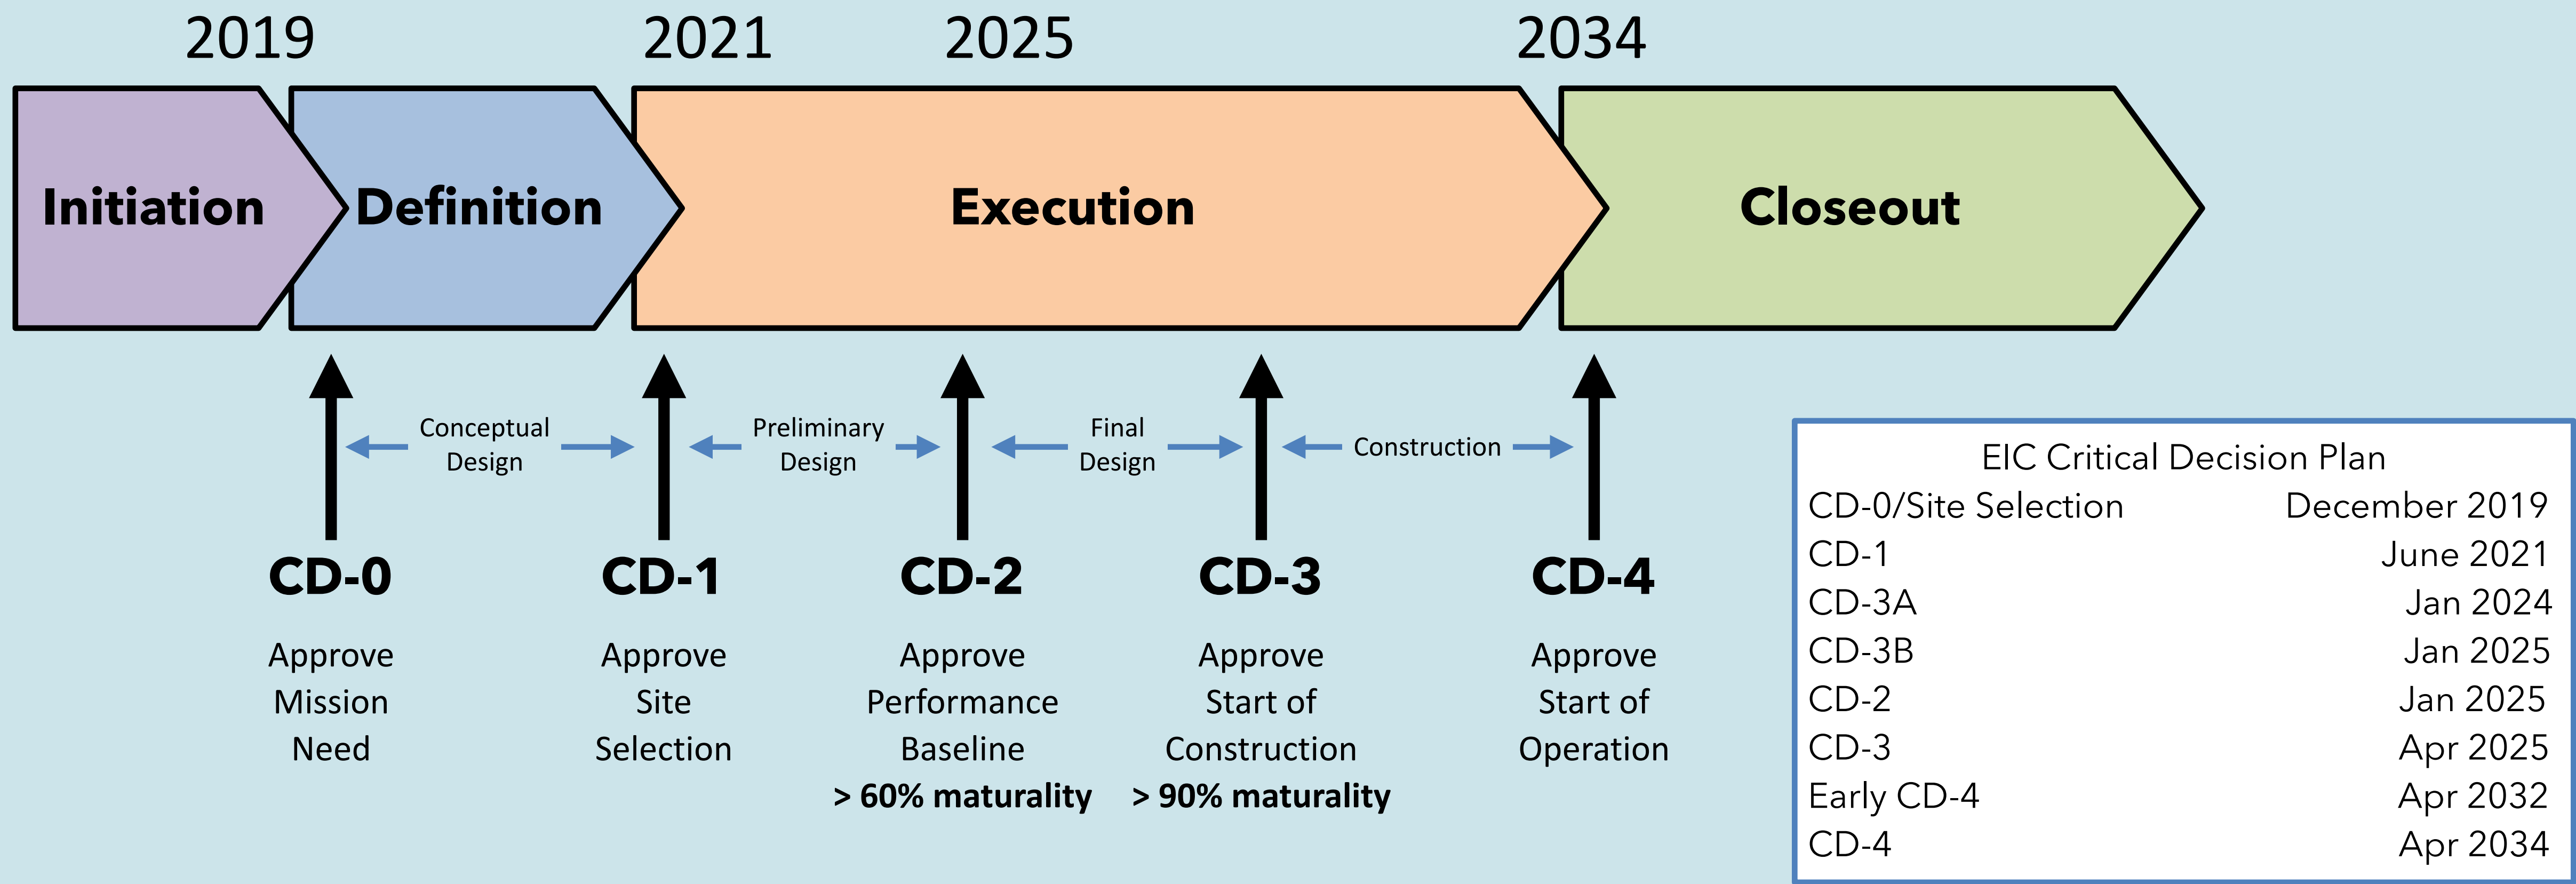 2019 2021 2025 2034
Initiation Definition Execution Closeout
Conceptual
Design
Preliminary
Design
Final
Design
Construction
CD-0
Approve
Mission
Need
CD-1
Approve
Site
Selection
CD-2
Approve
Performance
Baseline
> 60% maturality
CD-3
Approve
Start of
Construction
> 90% maturality
CD-4
Approve
Start of
Operation
EIC Critical Decision Plan
CD-0/Site Selection December 2019
CD-1 June 2021
CD-3A Jan 2024
CD-3B Jan 2025
CD-2 Jan 2025
CD-3 Apr 2025
Early CD-4 Apr 2032
CD-4 Apr 2034